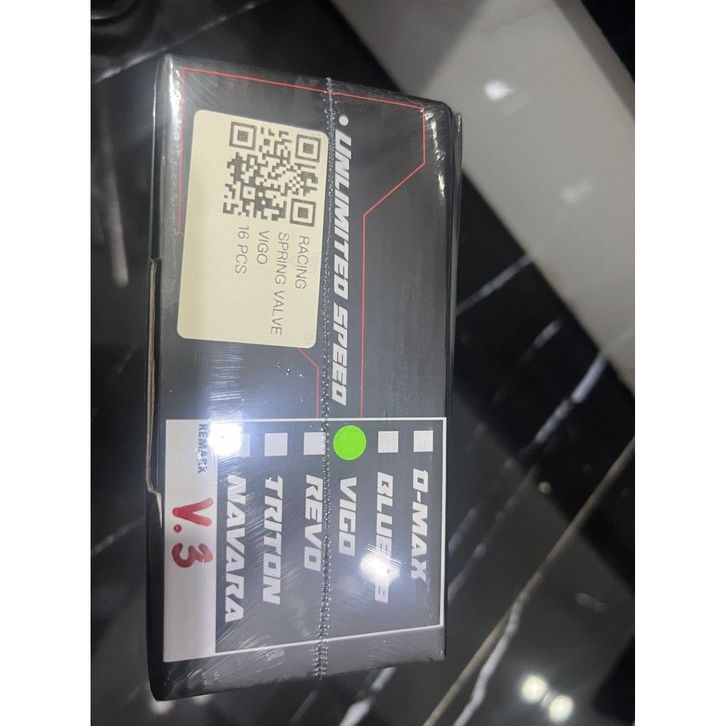 • UNLIMITED SPEED
RACING
SPRING VALVE
VIGO
16 PCS
D-MAX
VIGO
REVO
TRITON
NAVARA
REMARK
V.3